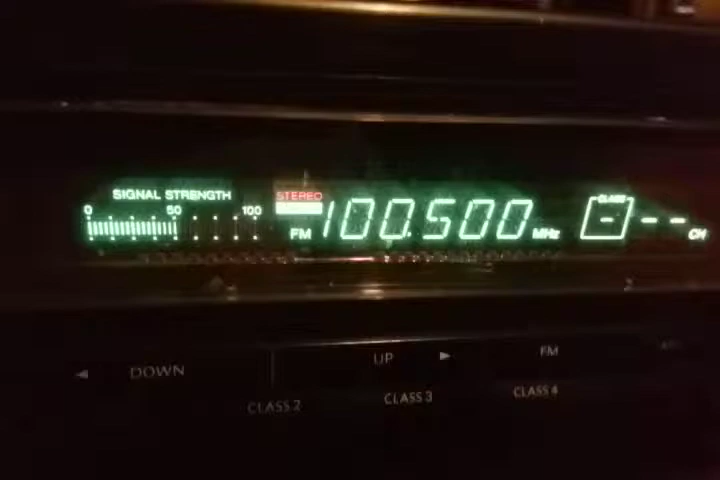 SIGNAL STRENGTH
0 50 100
STEREO
FM 100.500 MHz
CLASS
- -- CH
DOWN UP FM
CLASS 2 CLASS 3 CLASS 4